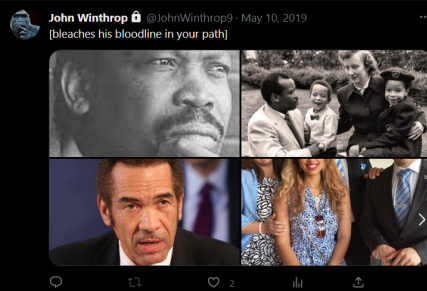 John Winthrop @JohnWinthrop9 · May 10, 2019
[bleaches his bloodline in your path]
2